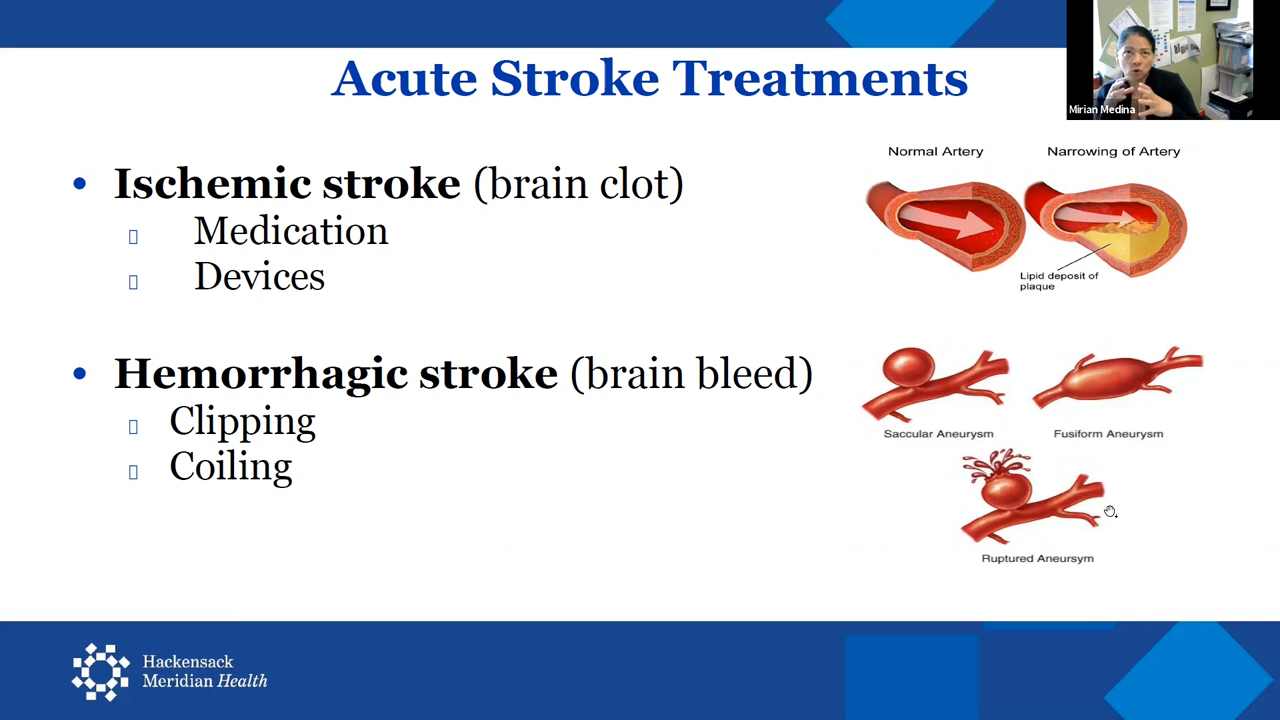 Acute Stroke Treatments
Mirian Medina
• Ischemic stroke (brain clot)
Medication
Devices
• Hemorrhagic stroke (brain bleed)
Clipping
Coiling
Normal Artery
Narrowing of Artery
Lipid deposit of
plaque
Saccular Aneurysm
Fusiform Aneurysm
Ruptured Aneursym
Hackensack
Meridian Health